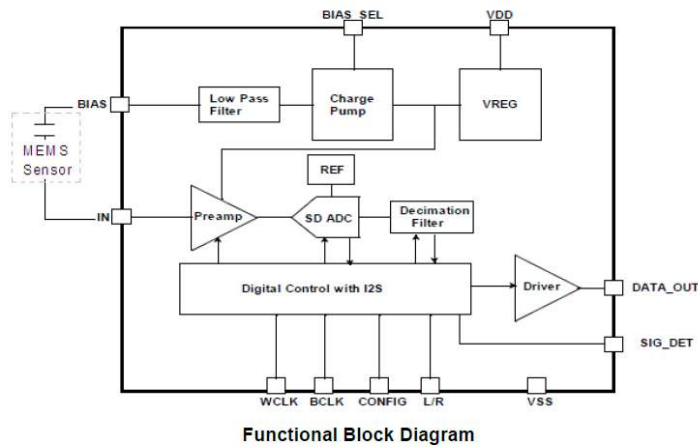 BIAS_SEL
VDD
BIAS
Low Pass
Filter
Charge
Pump
VREG
MEMS
Sensor
REF
IN
Preamp
SD ADC
Decimation
Filter
Digital Control with I2S
Driver
DATA_OUT
SIG_DET
WCLK
BCLK
CONFIG
L/R
VSS
Functional Block Diagram